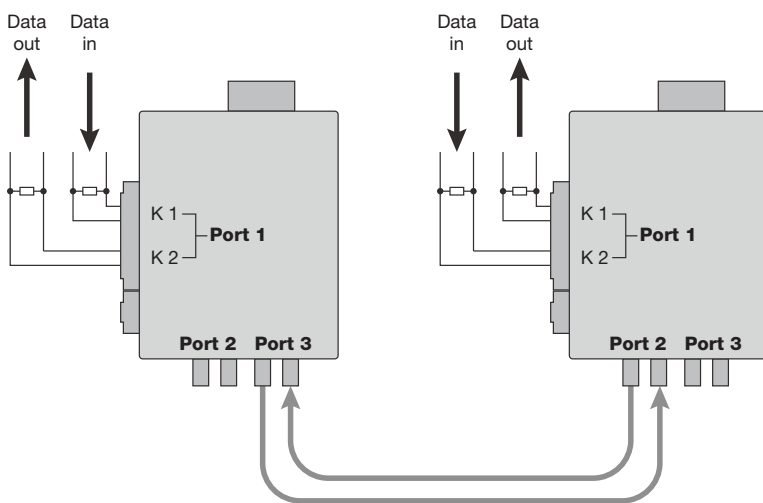 Data
out
Data
in
Data
in
Data
out
K 1
Port 1
K 2
K 1
Port 1
K 2
Port 2 Port 3
Port 2 Port 3